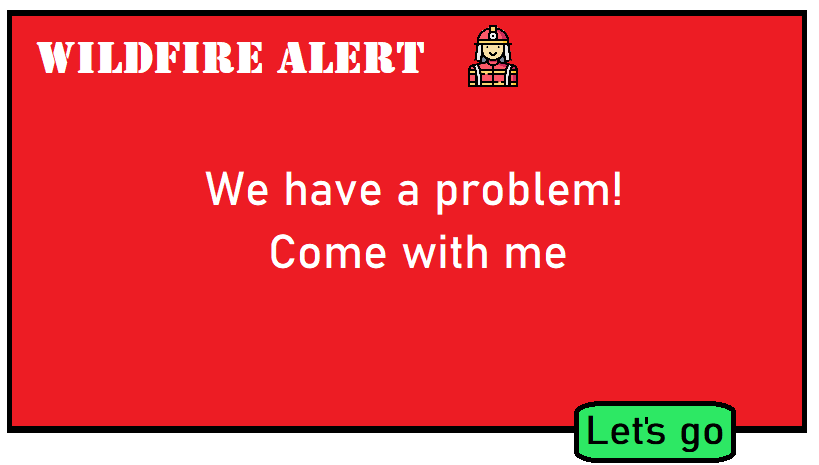 WILDFIRE ALERT
We have a problem!
Come with me
Let's go